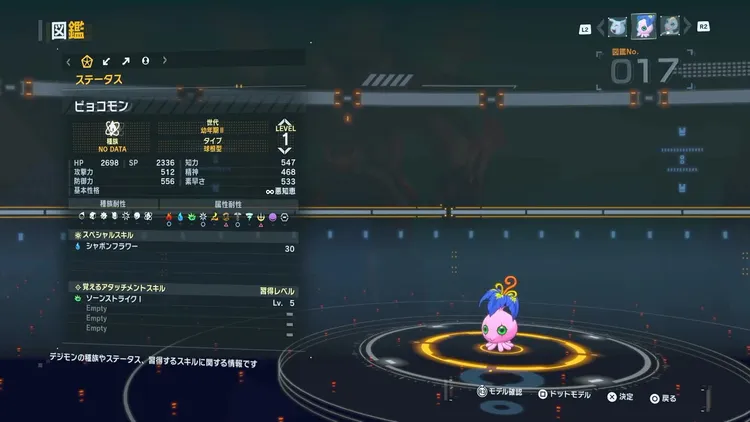 図鑑
L2
R2
図鑑No.
017
ステータス
ピョコモン
種族
NO DATA
世代
幼年期Ⅱ
タイプ
球根型
LEVEL
1
HP 2698 SP 2336 知力 547
攻撃力 512 精神 468
防御力 556 素早さ 533
基本性格 悪知恵
種族耐性 属性耐性
スペシャルスキル
シャボンフラワー 30
覚えるアタッチメントスキル 習得レベル
ソーンストライクⅠ Lv. 5
Empty
Empty
Empty
デジモンの種族やステータス、習得するスキルに関する情報です
モデル確認 ドットモデル 決定 戻る